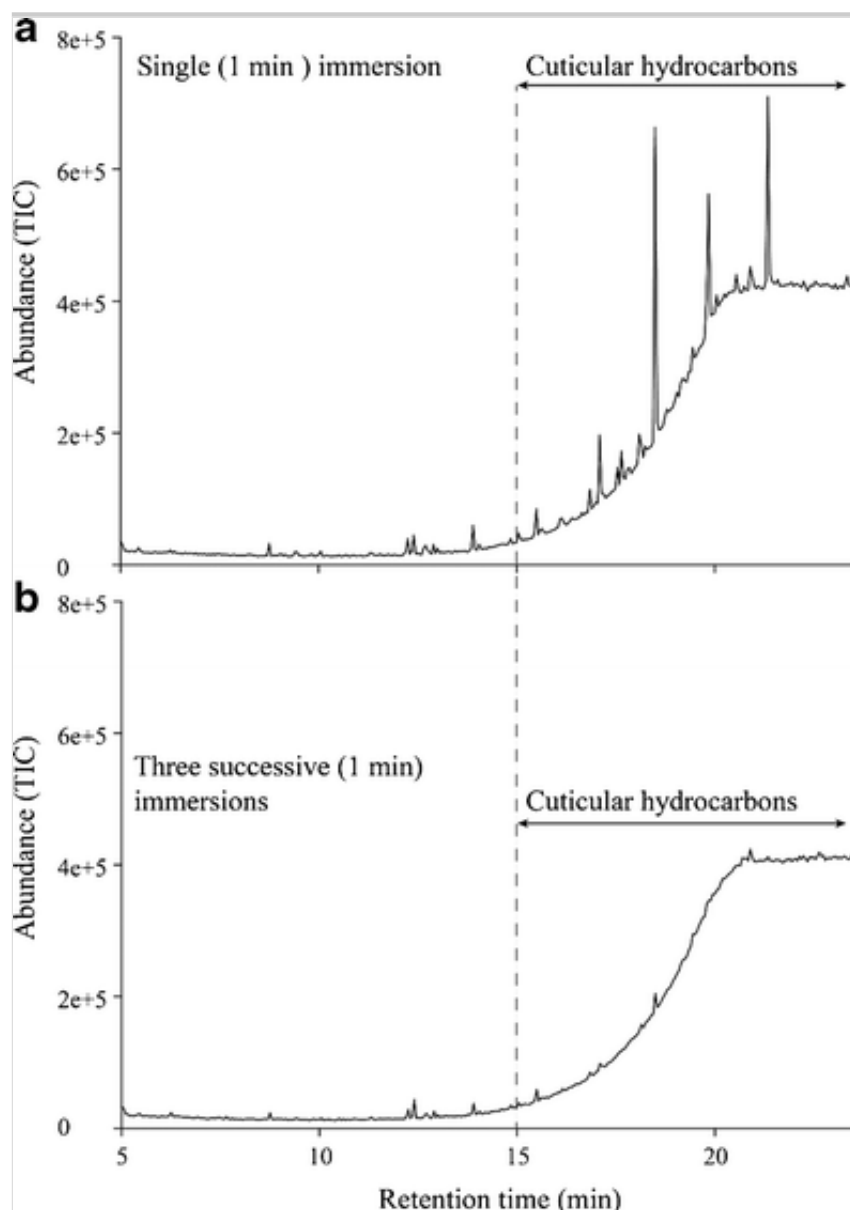 a
8e+5
Single (1 min ) immersion
Cuticular hydrocarbons
6e+5
Abundance (TIC)
4e+5
2e+5
0
b
8e+5
6e+5
Abundance (TIC)
Three successive (1 min)
immersions
Cuticular hydrocarbons
4e+5
2e+5
0
5 10 15 20
Retention time (min)